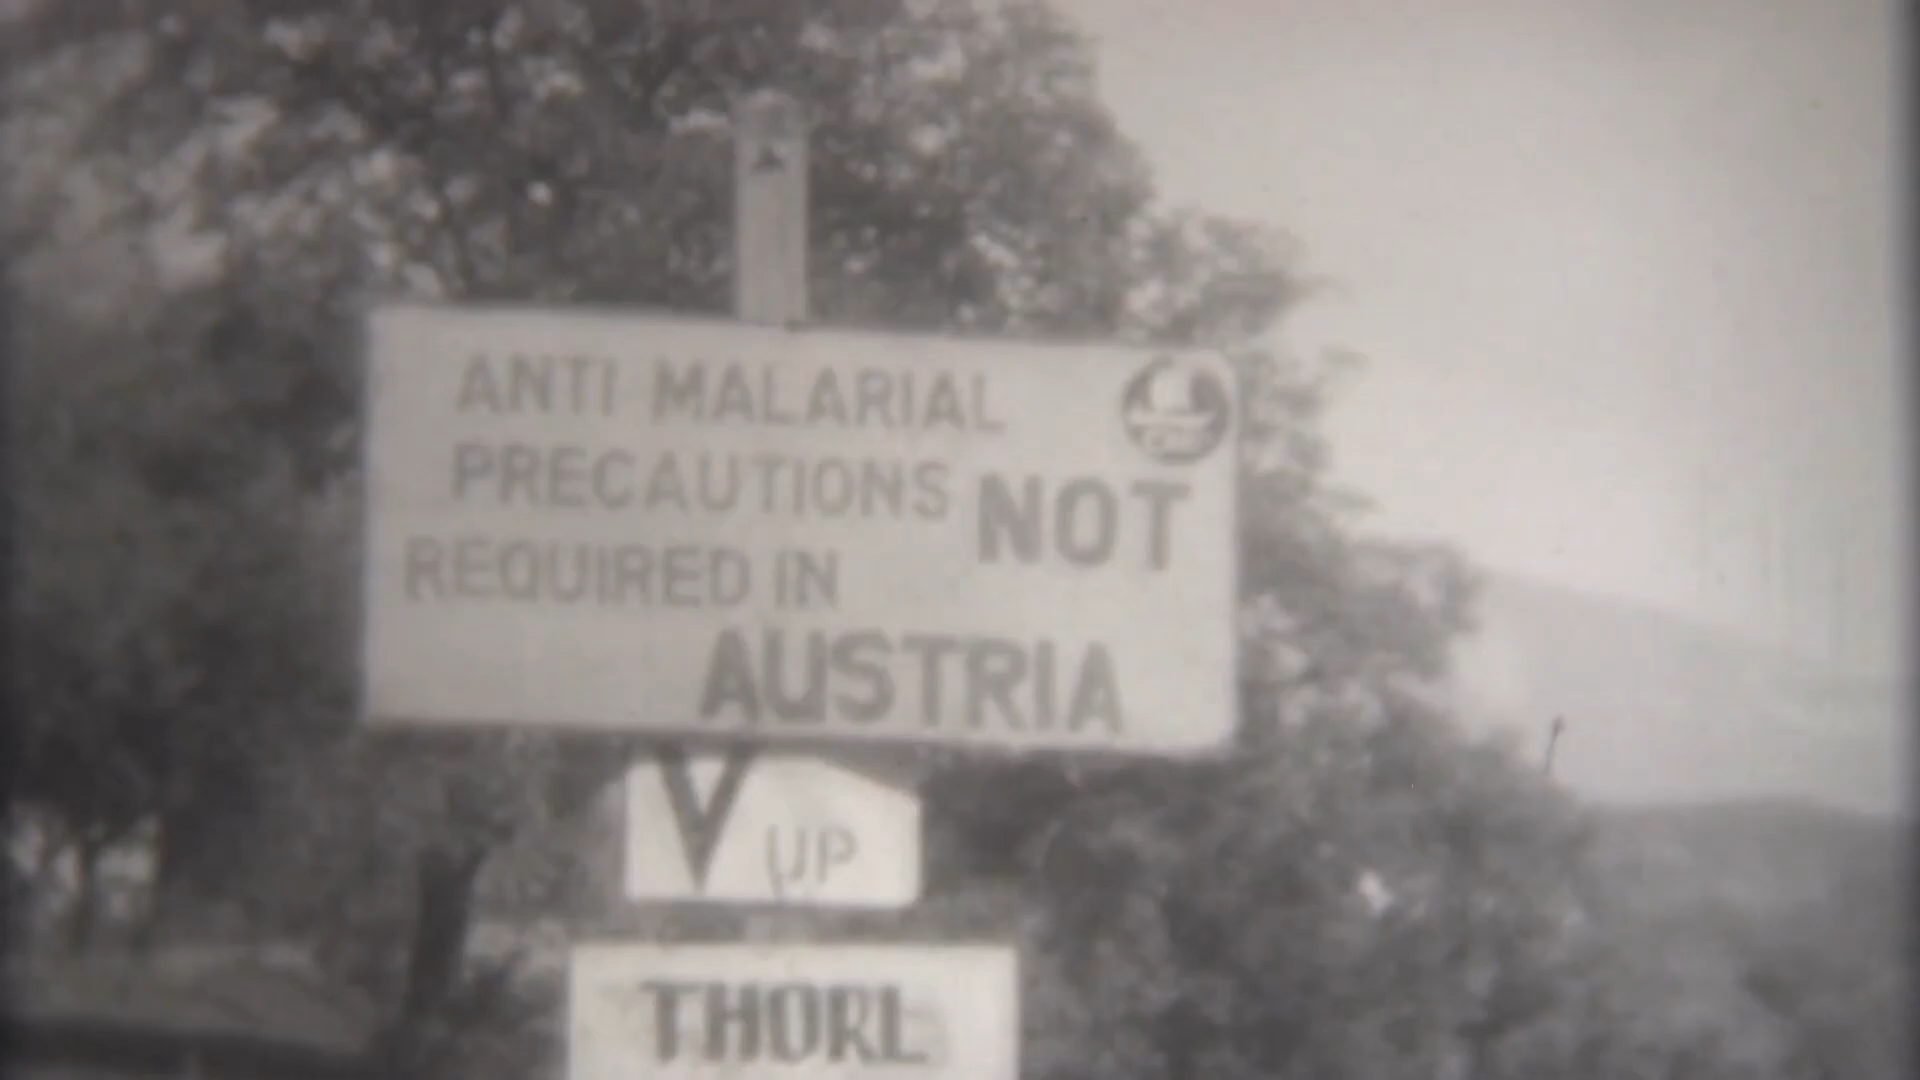 ANTI MALARIAL
PRECAUTIONS NOT
REQUIRED IN
AUSTRIA
V UP
THORL